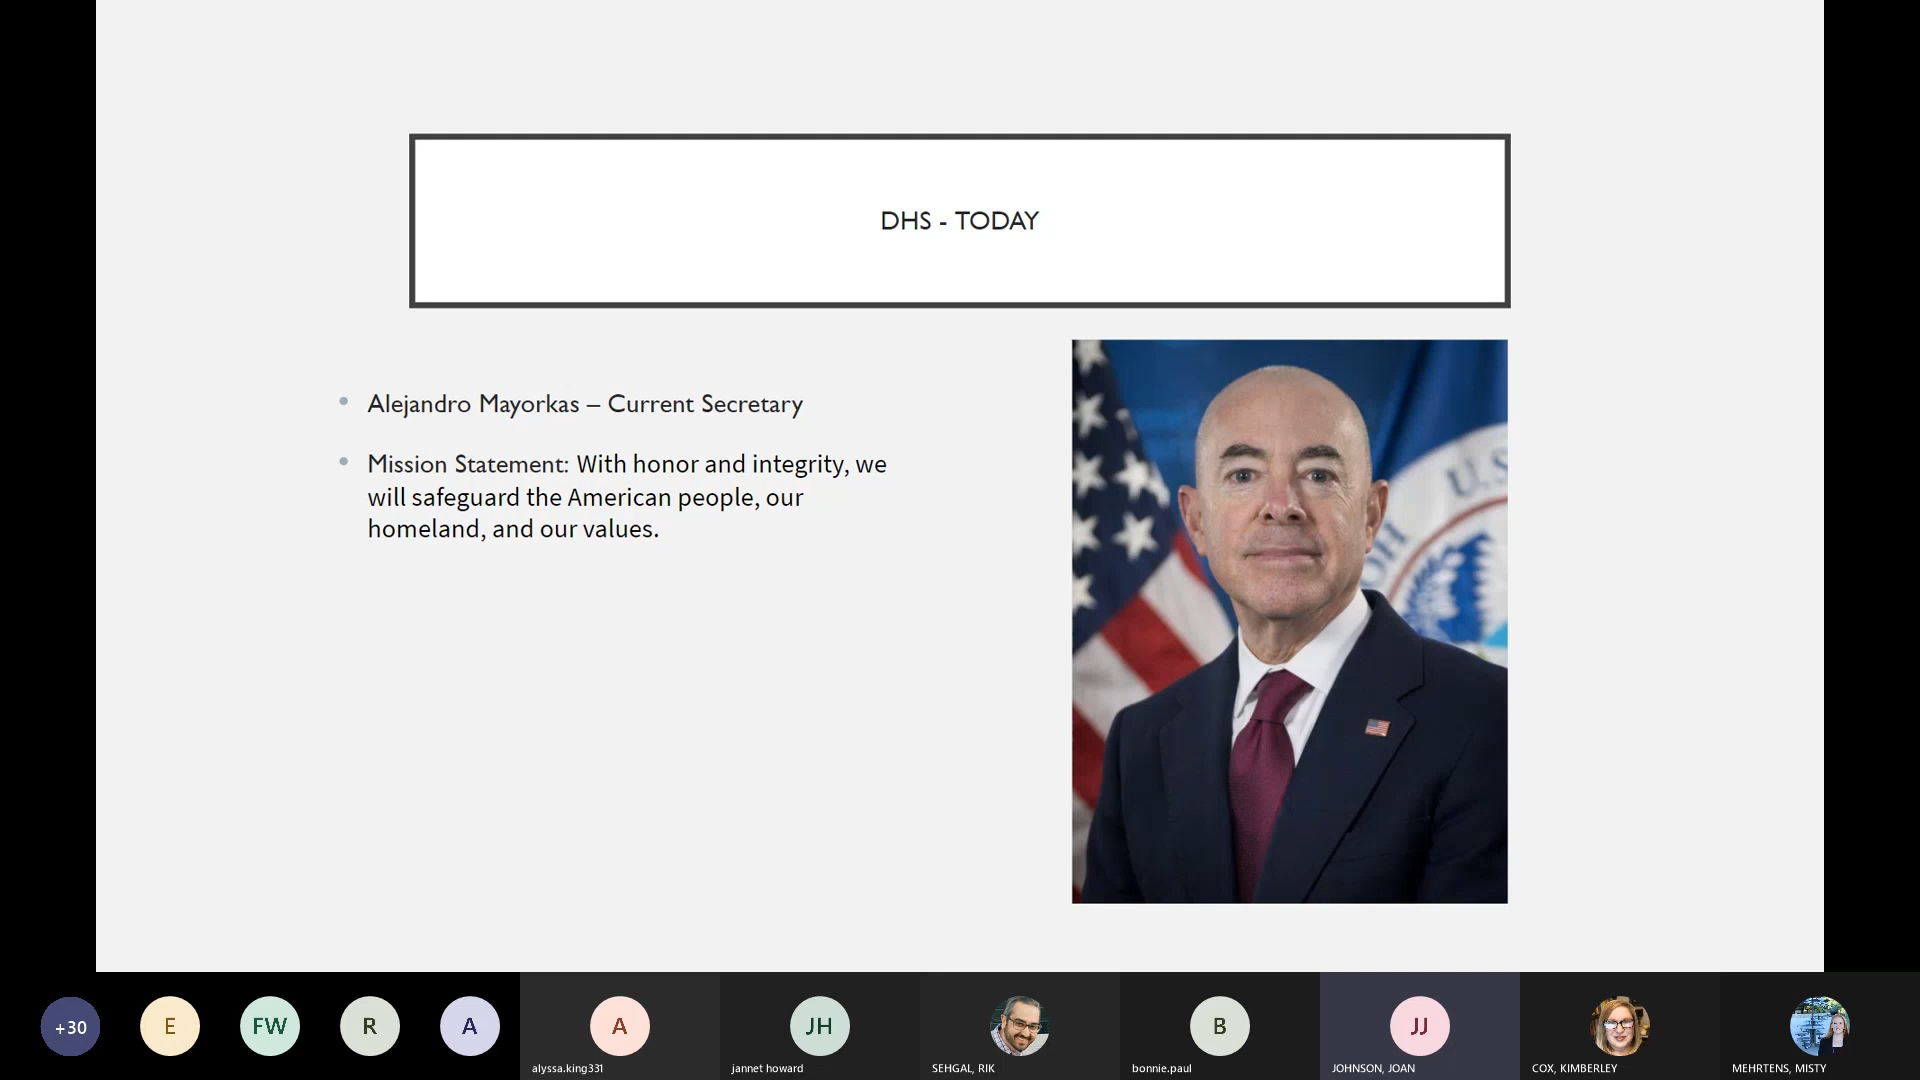 DHS - TODAY
• Alejandro Mayorkas – Current Secretary
• Mission Statement: With honor and integrity, we
will safeguard the American people, our
homeland, and our values.
U.S
OH
+30
E
FW
R
A
A
alyssa.king331
JH
jannet howard
SEHGAL, RIK
B
bonnie.paul
JJ
JOHNSON, JOAN
COX, KIMBERLEY
MEHRTENS, MISTY